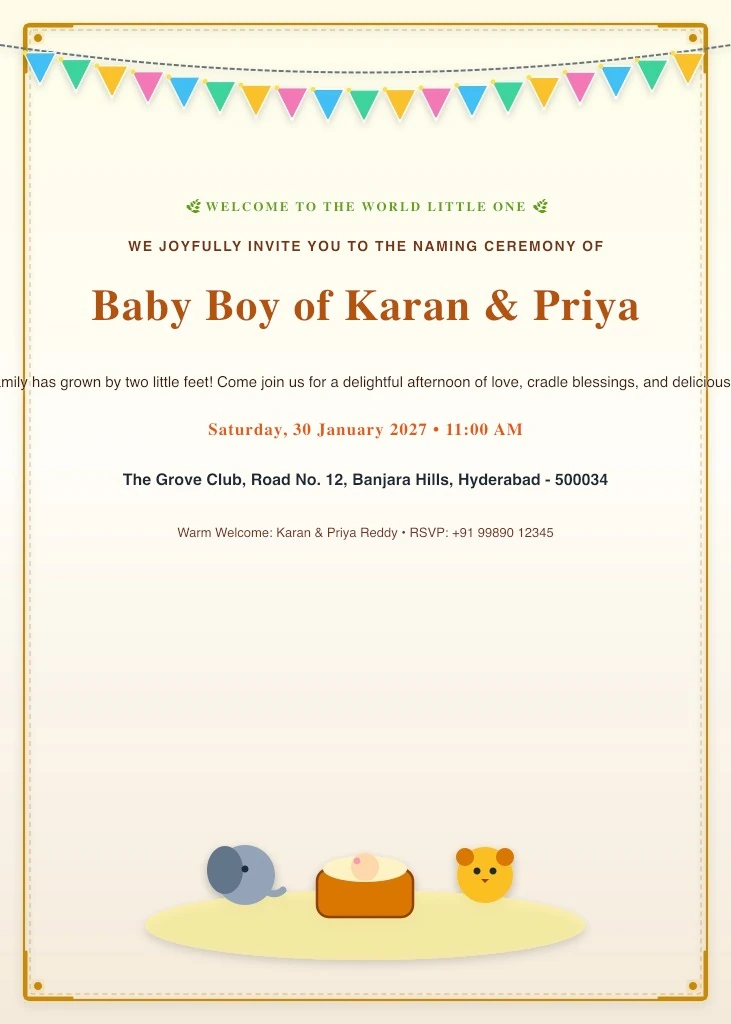 🌿 WELCOME TO THE WORLD LITTLE ONE 🌿
WE JOYFULLY INVITE YOU TO THE NAMING CEREMONY OF
Baby Boy of Karan & Priya
has grown by two little feet! Come join us for a delightful afternoon of love, cradle blessings, and delicious
Saturday, 30 January 2027 • 11:00 AM
The Grove Club, Road No. 12, Banjara Hills, Hyderabad - 500034
Warm Welcome: Karan & Priya Reddy • RSVP: +91 99890 12345